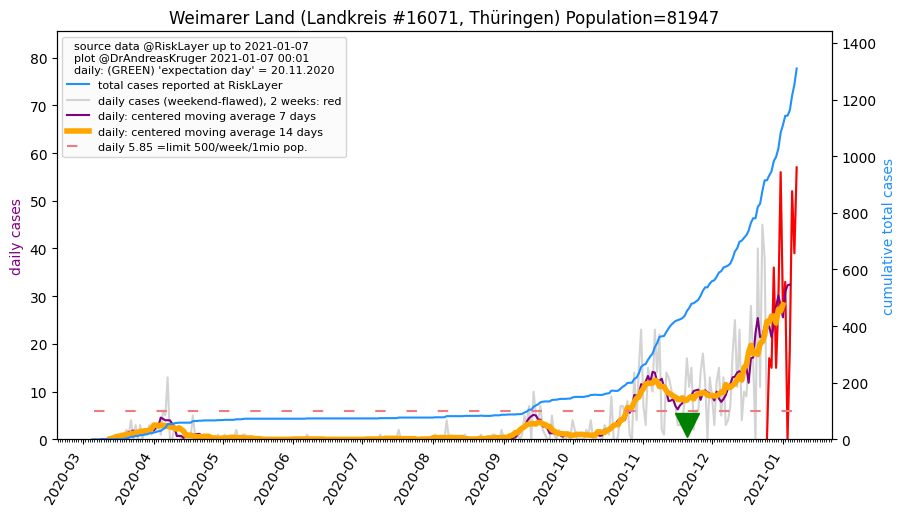 Weimarer Land (Landkreis #16071, Thüringen) Population=81947
source data @RiskLayer up to 2021-01-07
plot @DrAndreasKruger 2021-01-07 00:01
daily: (GREEN) 'expectation day' = 20.11.2020
total cases reported at RiskLayer
daily cases (weekend-flawed), 2 weeks: red
daily: centered moving average 7 days
daily: centered moving average 14 days
daily 5.85 =limit 500/week/1mio pop.
daily cases
80
70
60
50
40
30
20
10
0
cumulative total cases
1400
1200
1000
800
600
400
200
0
2020-03
2020-04
2020-05
2020-06
2020-07
2020-08
2020-09
2020-10
2020-11
2020-12
2021-01